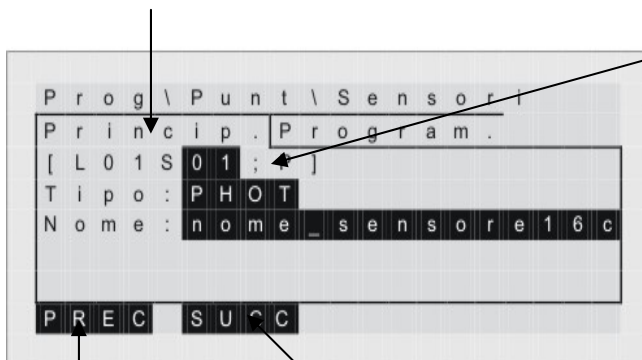 Prog\Punt\Sensori
Princip. Program.
[L01S01;P]
Tipo:PHOT
Nome:nome_sensore16c
PREC SUCC